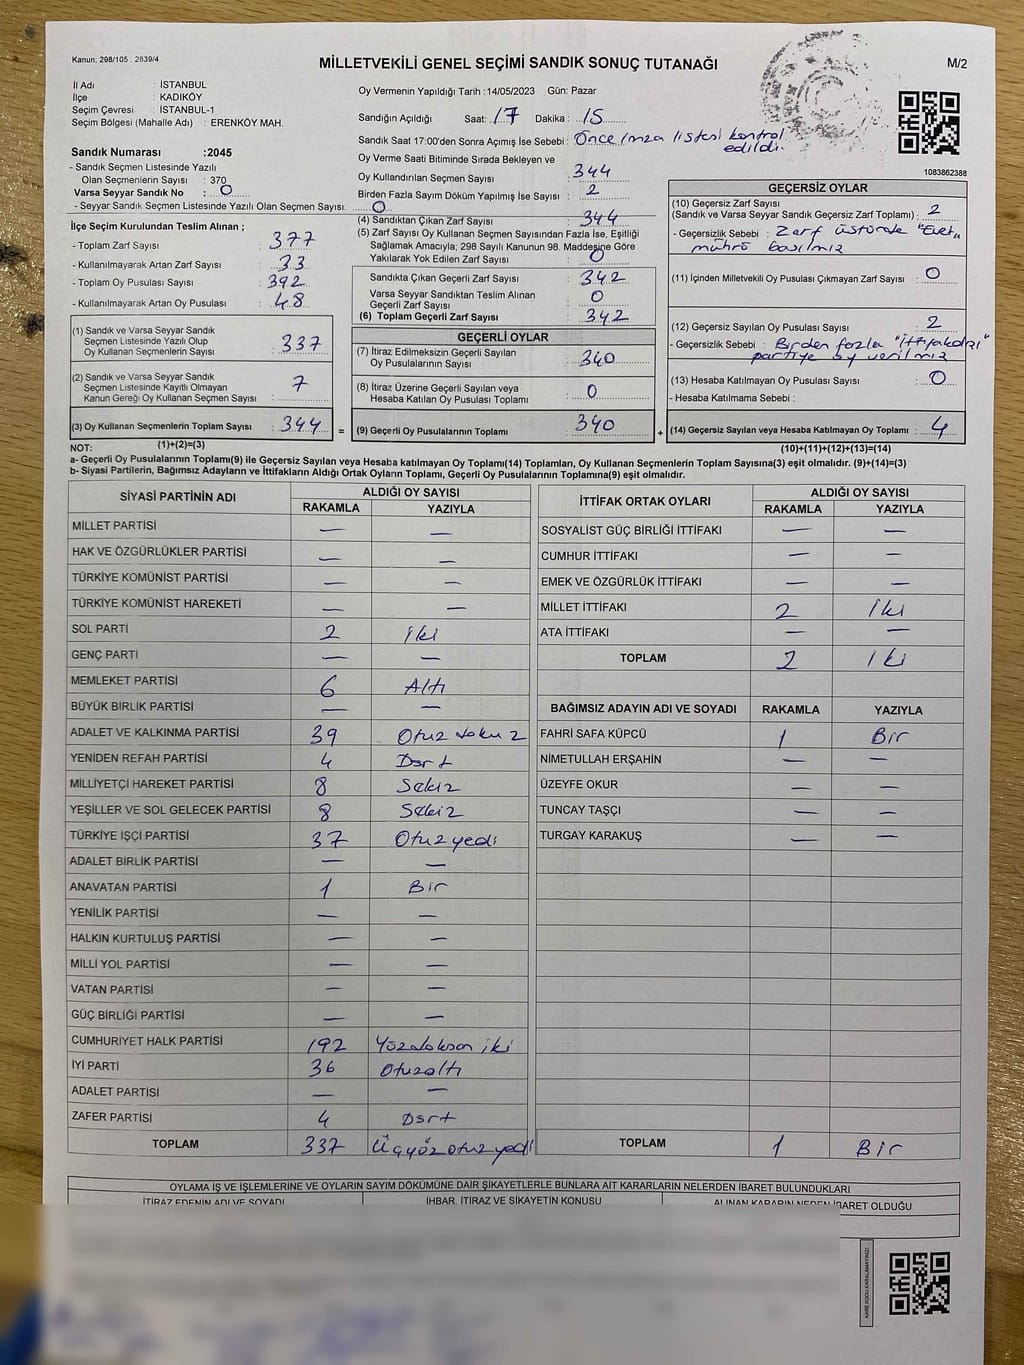 Kanun: 298/105 . 2839/4
MİLLETVEKİLİ GENEL SEÇİMİ SANDIK SONUÇ TUTANAĞI
M/2
İl Adı : İSTANBUL
İlçe : KADIKÖY
Seçim Çevresi : İSTANBUL-1
Seçim Bölgesi (Mahalle Adı) : ERENKÖY MAH.
Oy Vermenin Yapıldığı Tarih :14/05/2023 Gün: Pazar
Sandığın Açıldığı Saat: 17 Dakika : 15
Sandık Saat 17:00'den Sonra Açımış İse Sebebi : Önce imza listesi kontrol
edildi.
Sandık Numarası :2045
- Sandık Seçmen Listesinde Yazılı
Olan Seçmenlerin Sayısı : 370
Varsa Seyyar Sandık No : 0
- Seyyar Sandık Seçmen Listesinde Yazılı Olan Seçmen Sayısı: 0
Oy Verme Saati Bitiminde Sırada Bekleyen ve
Oy Kullandırılan Seçmen Sayısı : 344
Birden Fazla Sayım Döküm Yapılmış İse Sayısı : 2
1083862388
İlçe Seçim Kurulundan Teslim Alınan ;
- Toplam Zarf Sayısı : 377
- Kullanılmayarak Artan Zarf Sayısı : 33
- Toplam Oy Pusulası Sayısı : 392
- Kullanılmayarak Artan Oy Pusulası : 48
(4) Sandıktan Çıkan Zarf Sayısı : 344
(5) Zarf Sayısı Oy Kullanan Seçmen Sayısından Fazla İse, Eşitliği
Sağlamak Amacıyla; 298 Sayılı Kanunun 98. Maddesine Göre
Yakılarak Yok Edilen Zarf Sayısı : 0
Sandıkta Çıkan Geçerli Zarf Sayısı : 342
Varsa Seyyar Sandıktan Teslim Alınan
Geçerli Zarf Sayısı : 0
(6) Toplam Geçerli Zarf Sayısı : 342
GEÇERSİZ OYLAR
(10) Geçersiz Zarf Sayısı
(Sandık ve Varsa Seyyar Sandık Geçersiz Zarf Toplamı) : 2
- Geçersizlik Sebebi : Zarf üstünde "Evet"
mührü basılmız
(11) İçinden Milletvekili Oy Pusulası Çıkmayan Zarf Sayısı : 0
(12) Geçersiz Sayılan Oy Pusulası Sayısı : 2
- Geçersizlik Sebebi : Birden fazla "ittifakdışı"
partiye oy verilmiz
(13) Hesaba Katılmayan Oy Pusulası Sayısı : 0
- Hesaba Katılmama Sebebi :
(14) Geçersiz Sayılan veya Hesaba Katılmayan Oy Toplamı : 4
(10)+(11)+(12)+(13)=(14)
(1) Sandık ve Varsa Seyyar Sandık
Seçmen Listesinde Yazılı Olup
Oy Kullanan Seçmenlerin Sayısı : 337
(2) Sandık ve Varsa Seyyar Sandık
Seçmen Listesinde Kayıtlı Olmayan
Kanun Gereği Oy Kullanan Seçmen Sayısı : 7
(3) Oy Kullanan Seçmenlerin Toplam Sayısı : 344
(1)+(2)=(3)
GEÇERLİ OYLAR
(7) İtiraz Edilmeksizin Geçerli Sayılan
Oy Pusulalarının Sayısı : 340
(8) İtiraz Üzerine Geçerli Sayılan veya
Hesaba Katılan Oy Pusulası Toplamı : 0
= (9) Geçerli Oy Pusulalarının Toplamı : 340 +
NOT:
a- Geçerli Oy Pusulalarının Toplamı(9) ile Geçersiz Sayılan veya Hesaba katılmayan Oy Toplamı(14) Toplamları, Oy Kullanan Seçmenlerin Toplam Sayısına(3) eşit olmalıdır. (9)+(14)=(3)
b- Siyasi Partilerin, Bağımsız Adayların ve İttifakların Aldığı Ortak Oyların Toplamı, Geçerli Oy Pusulalarının Toplamına(9) eşit olmalıdır.
SİYASİ PARTİNİN ADI ALDIĞI OY SAYISI
RAKAMLA YAZIYLA
MİLLET PARTİSİ — —
HAK VE ÖZGÜRLÜKLER PARTİSİ — —
TÜRKİYE KOMÜNİST PARTİSİ — —
TÜRKİYE KOMÜNİST HAREKETİ — —
SOL PARTİ 2 iki
GENÇ PARTİ — —
MEMLEKET PARTİSİ 6 Altı
BÜYÜK BİRLİK PARTİSİ — —
ADALET VE KALKINMA PARTİSİ 39 Otuz dokuz
YENİDEN REFAH PARTİSİ 4 Dört
MİLLİYETÇİ HAREKET PARTİSİ 8 Sekiz
YEŞİLLER VE SOL GELECEK PARTİSİ 8 Sekiz
TÜRKİYE İŞÇİ PARTİSİ 37 Otuzyedi
ADALET BİRLİK PARTİSİ — —
ANAVATAN PARTİSİ 1 Bir
YENİLİK PARTİSİ — —
HALKIN KURTULUŞ PARTİSİ — —
MİLLİ YOL PARTİSİ — —
VATAN PARTİSİ — —
GÜÇ BİRLİĞİ PARTİSİ — —
CUMHURİYET HALK PARTİSİ 192 Yüzdoksan iki
İYİ PARTİ 36 Otuzaltı
ADALET PARTİSİ — —
ZAFER PARTİSİ 4 Dört
TOPLAM 337 Üçyüzotuzyedi
İTTİFAK ORTAK OYLARI ALDIĞI OY SAYISI
RAKAMLA YAZIYLA
SOSYALİST GÜÇ BİRLİĞİ İTTİFAKI — —
CUMHUR İTTİFAKI — —
EMEK VE ÖZGÜRLÜK İTTİFAKI — —
MİLLET İTTİFAKI 2 İki
ATA İTTİFAKI — —
TOPLAM 2 İki
BAĞIMSIZ ADAYIN ADI VE SOYADI RAKAMLA YAZIYLA
FAHRİ SAFA KÜPCÜ 1 Bir
NİMETULLAH ERŞAHİN — —
ÜZEYFE OKUR — —
TUNCAY TAŞÇI — —
TURGAY KARAKUŞ — —
TOPLAM 1 Bir
OYLAMA İŞ VE İŞLEMLERİNE VE OYLARIN SAYIM DÖKÜMÜNE DAİR ŞİKAYETLERLE BUNLARA AİT KARARLARIN NELERDEN İBARET BULUNDUKLARI
İTİRAZ EDENİN ADI VE SOYADI İHBAR, İTİRAZ VE ŞİKAYETİN KONUSU ALINAN KARARIN NEDEN İBARET OLDUĞU
KARE KODU KARALAMAYINIZ!